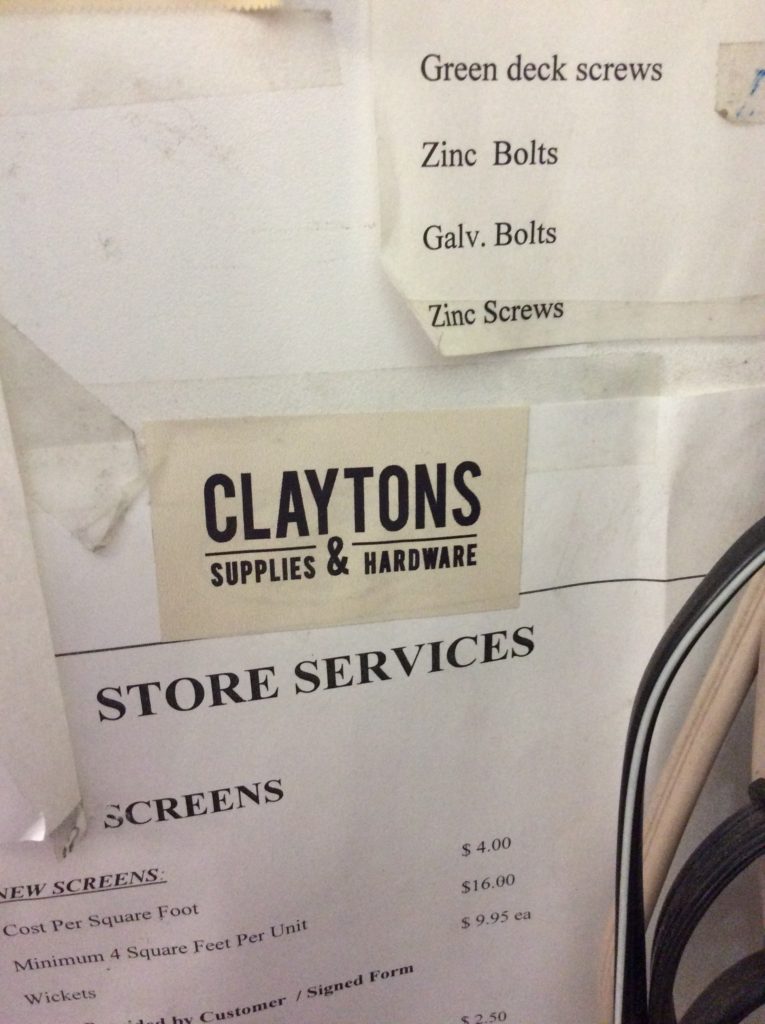 Green deck screws
Zinc Bolts
Galv. Bolts
Zinc Screws
CLAYTONS
SUPPLIES & HARDWARE
STORE SERVICES
SCREENS
NEW SCREENS:
Cost Per Square Foot $ 4.00
Minimum 4 Square Feet Per Unit $16.00
Wickets $ 9.95 ea
by Customer / Signed Form
$ 2.50